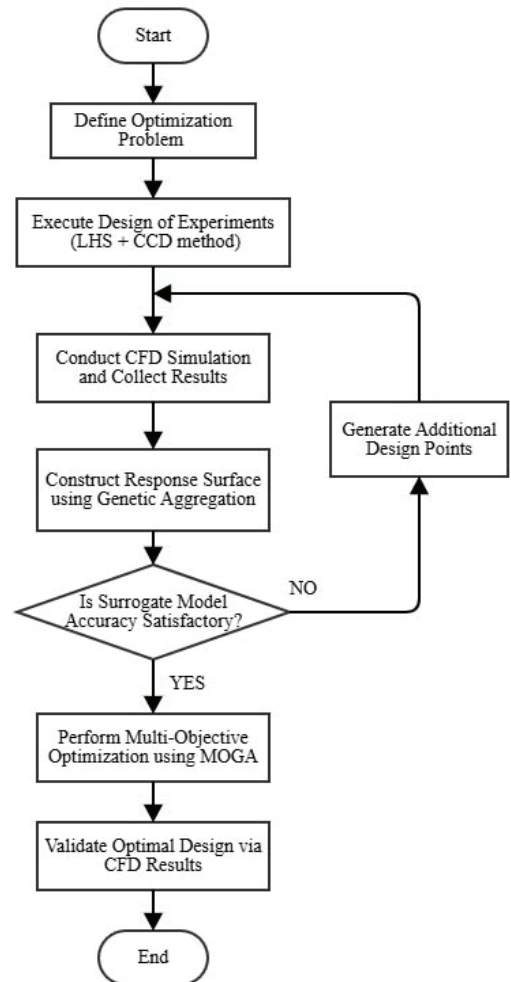 Start
Define Optimization
Problem
Execute Design of Experiments
(LHS + CCD method)
Conduct CFD Simulation
and Collect Results
Generate Additional
Design Points
Construct Response Surface
using Genetic Aggregation
Is Surrogate Model
Accuracy Satisfactory?
NO
YES
Perform Multi-Objective
Optimization using MOGA
Validate Optimal Design via
CFD Results
End